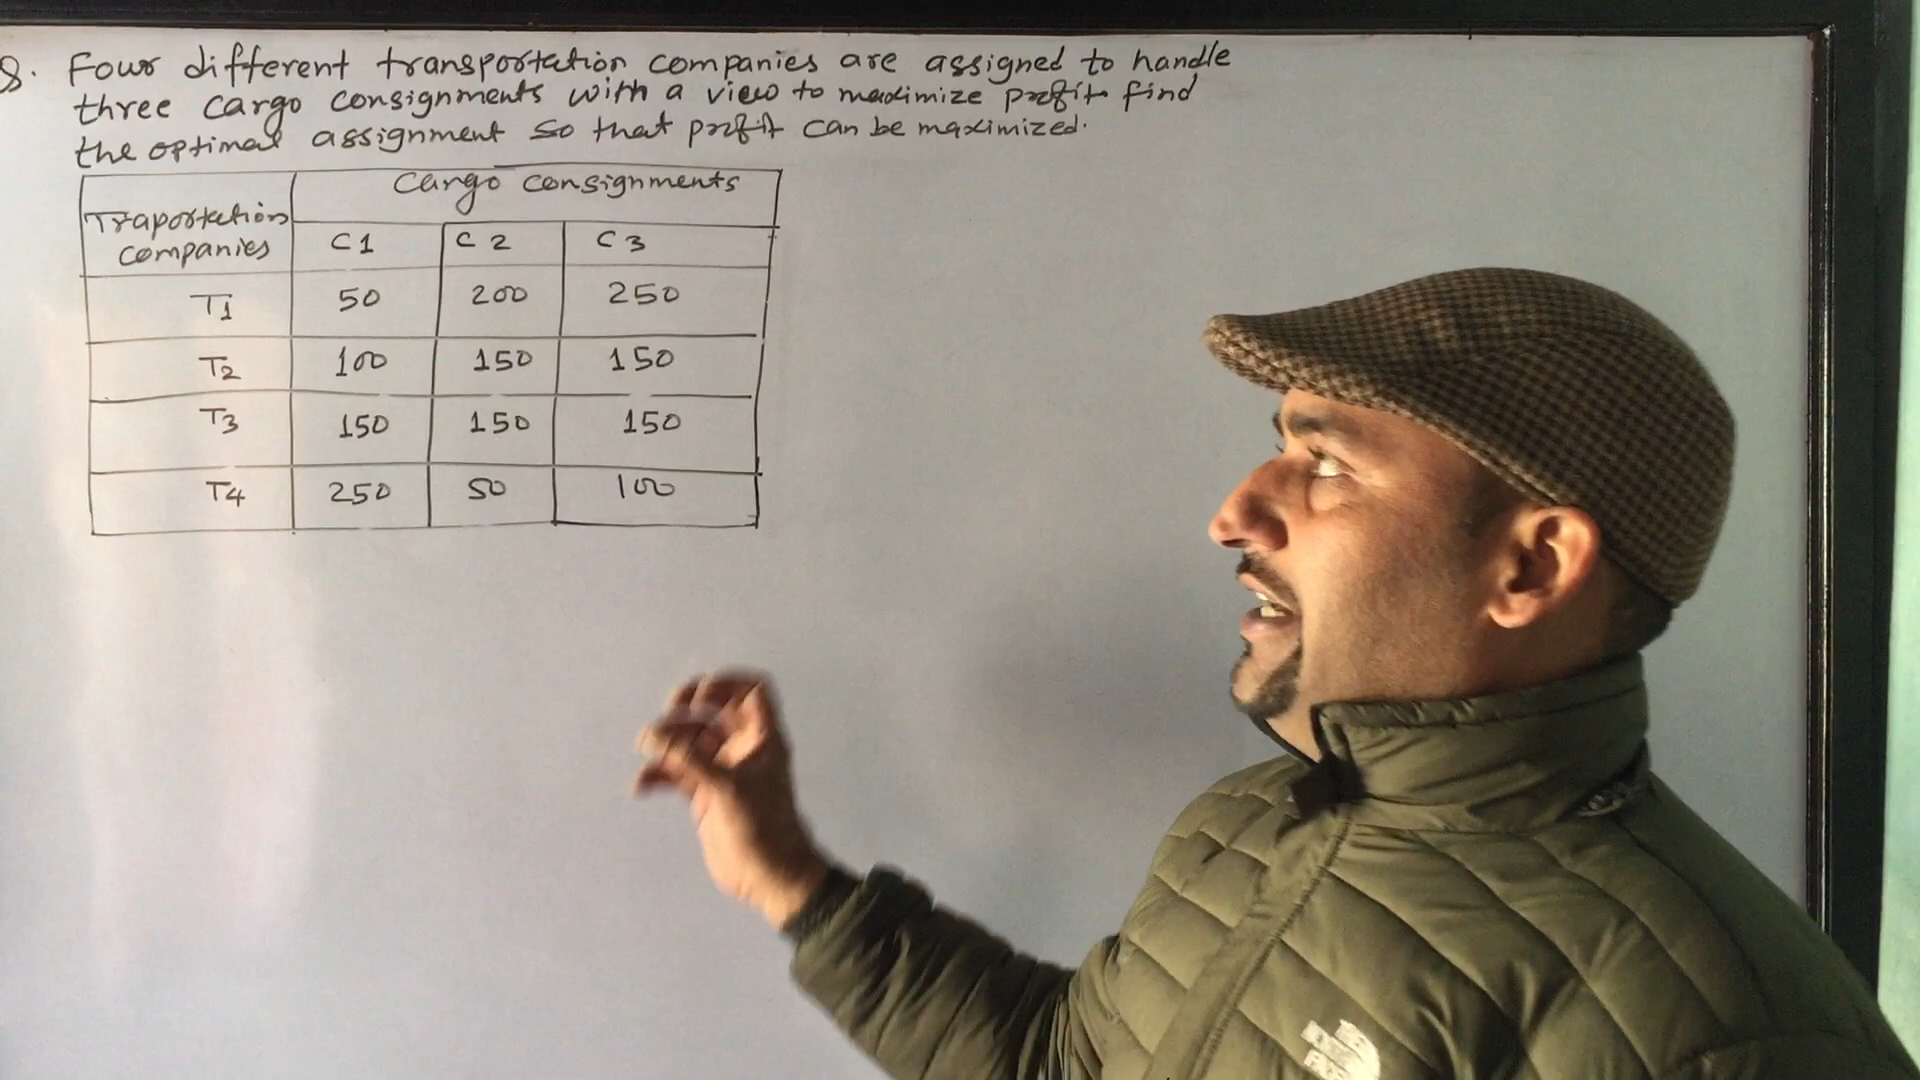 8. Four different transportation companies are assigned to handle
three cargo consignments with a view to maximize profit find
the optimal assignment so that profit can be maximized.
Cargo consignments
Traportation
companies
C1 C2 C3
T1 50 200 250
T2 100 150 150
T3 150 150 150
T4 250 50 100